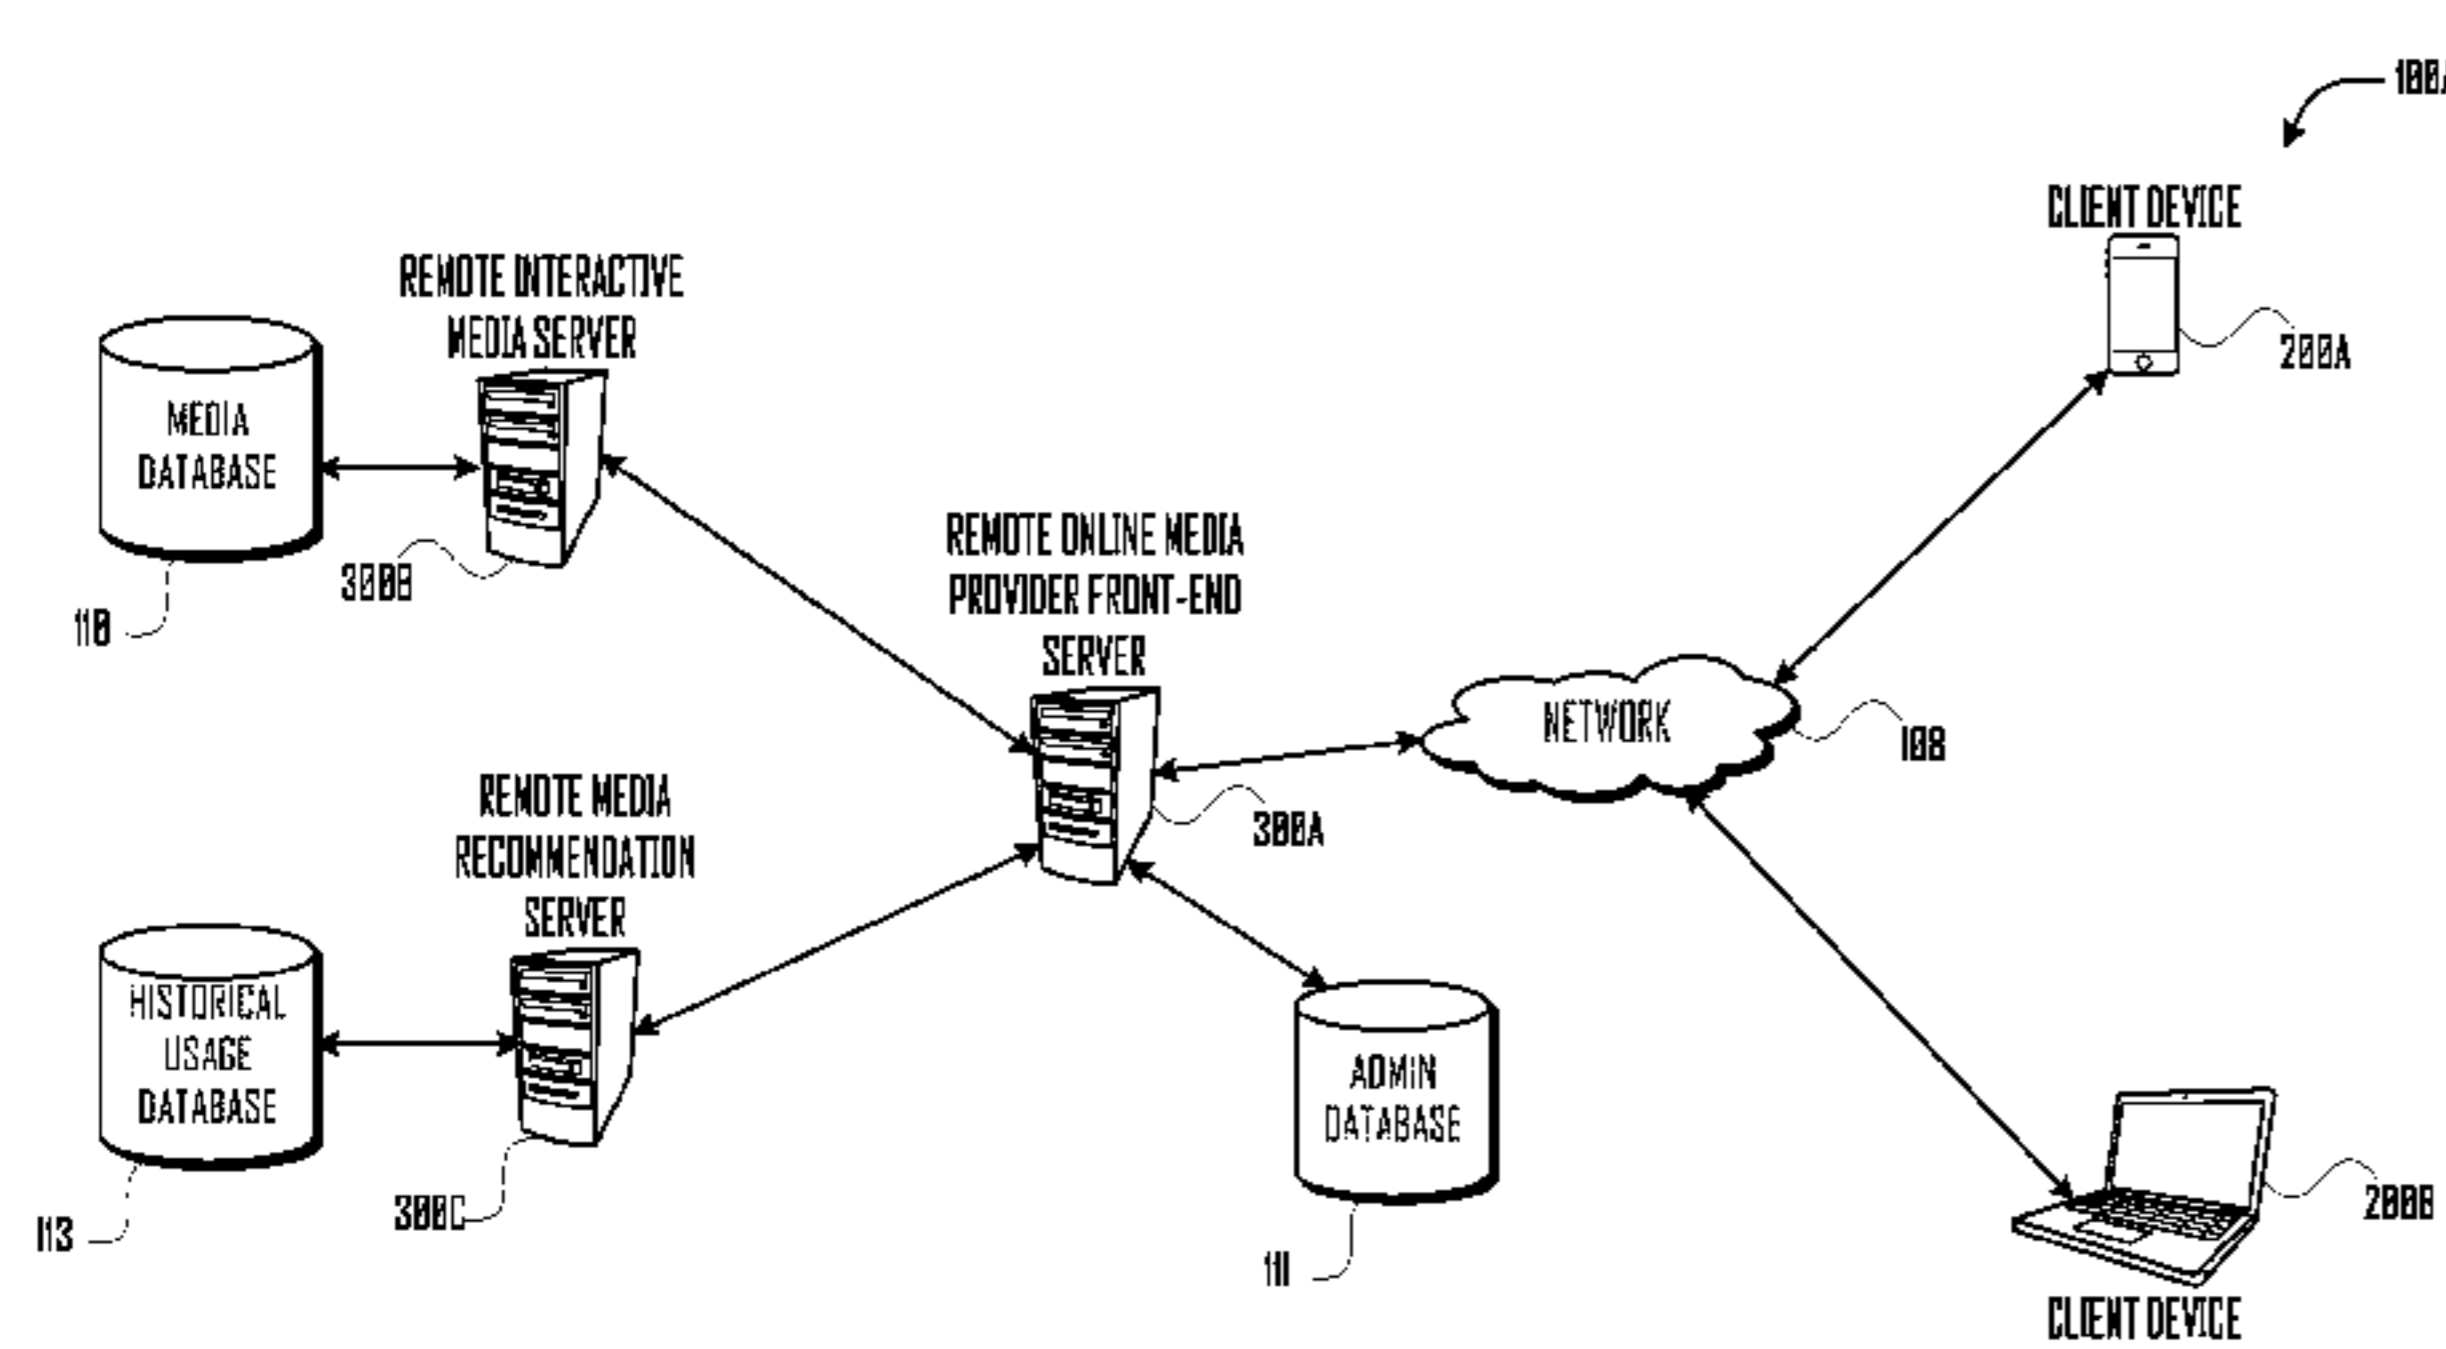 100A
CLIENT DEVICE
200A
REMOTE INTERACTIVE
MEDIA SERVER
MEDIA
DATABASE
300B
110
REMOTE ONLINE MEDIA
PROVIDER FRONT-END
SERVER
NETWORK
108
300A
REMOTE MEDIA
RECOMMENDATION
SERVER
HISTORICAL
USAGE
DATABASE
300C
113
ADMIN
DATABASE
111
200B
CLIENT DEVICE